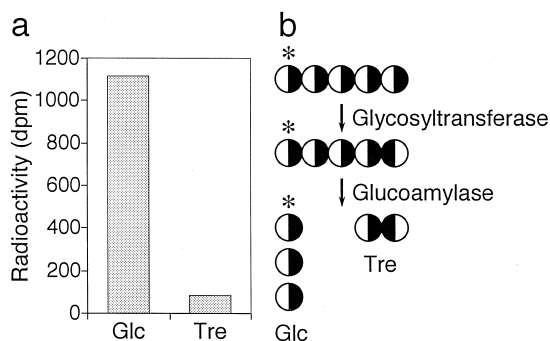 a
1200
1000
800
600
400
200
0
Radioactivity (dpm)
Glc Tre
b
*
Glycosyltransferase
*
Glucoamylase
*
Tre
Glc